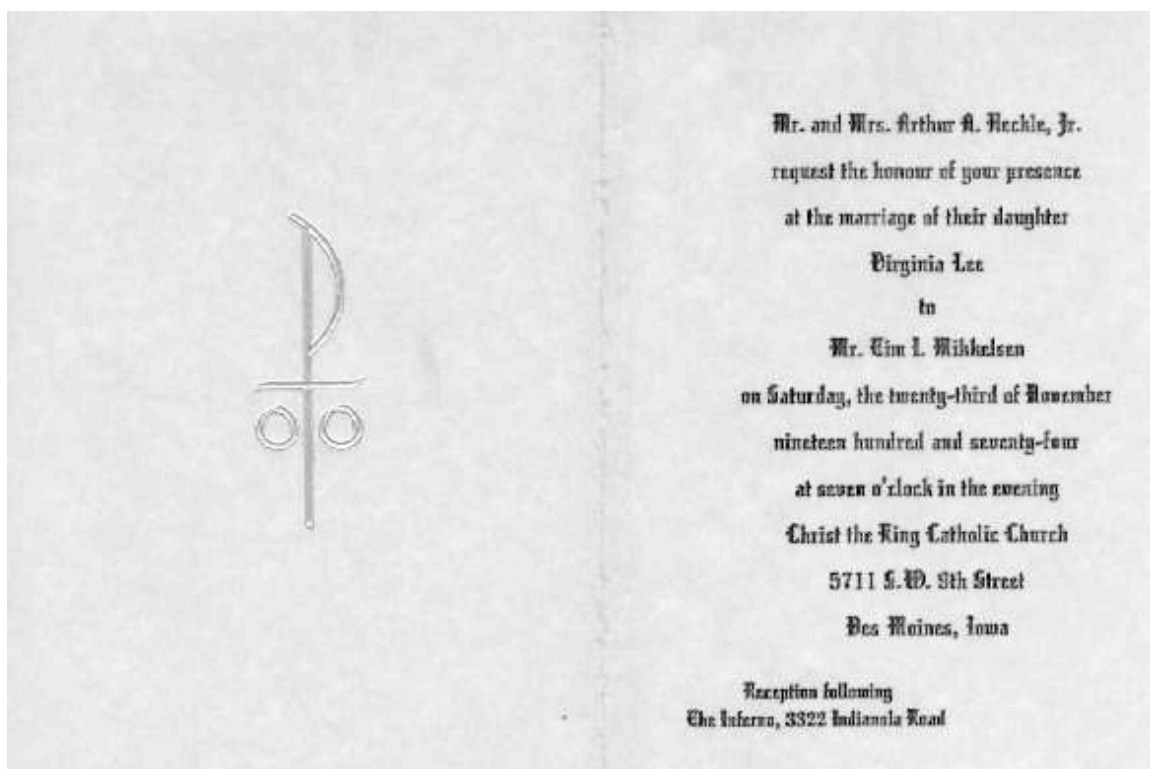 Mr. and Mrs. Arthur A. Heckle, Jr.
request the honour of your presence
at the marriage of their daughter
Virginia Lee
to
Mr. Tim I. Mikkelsen
on Saturday, the twenty-third of November
nineteen hundred and seventy-four
at seven o'clock in the evening
Christ the King Catholic Church
5711 S.W. 9th Street
Des Moines, Iowa
Reception following
The Inferno, 3322 Indianola Road